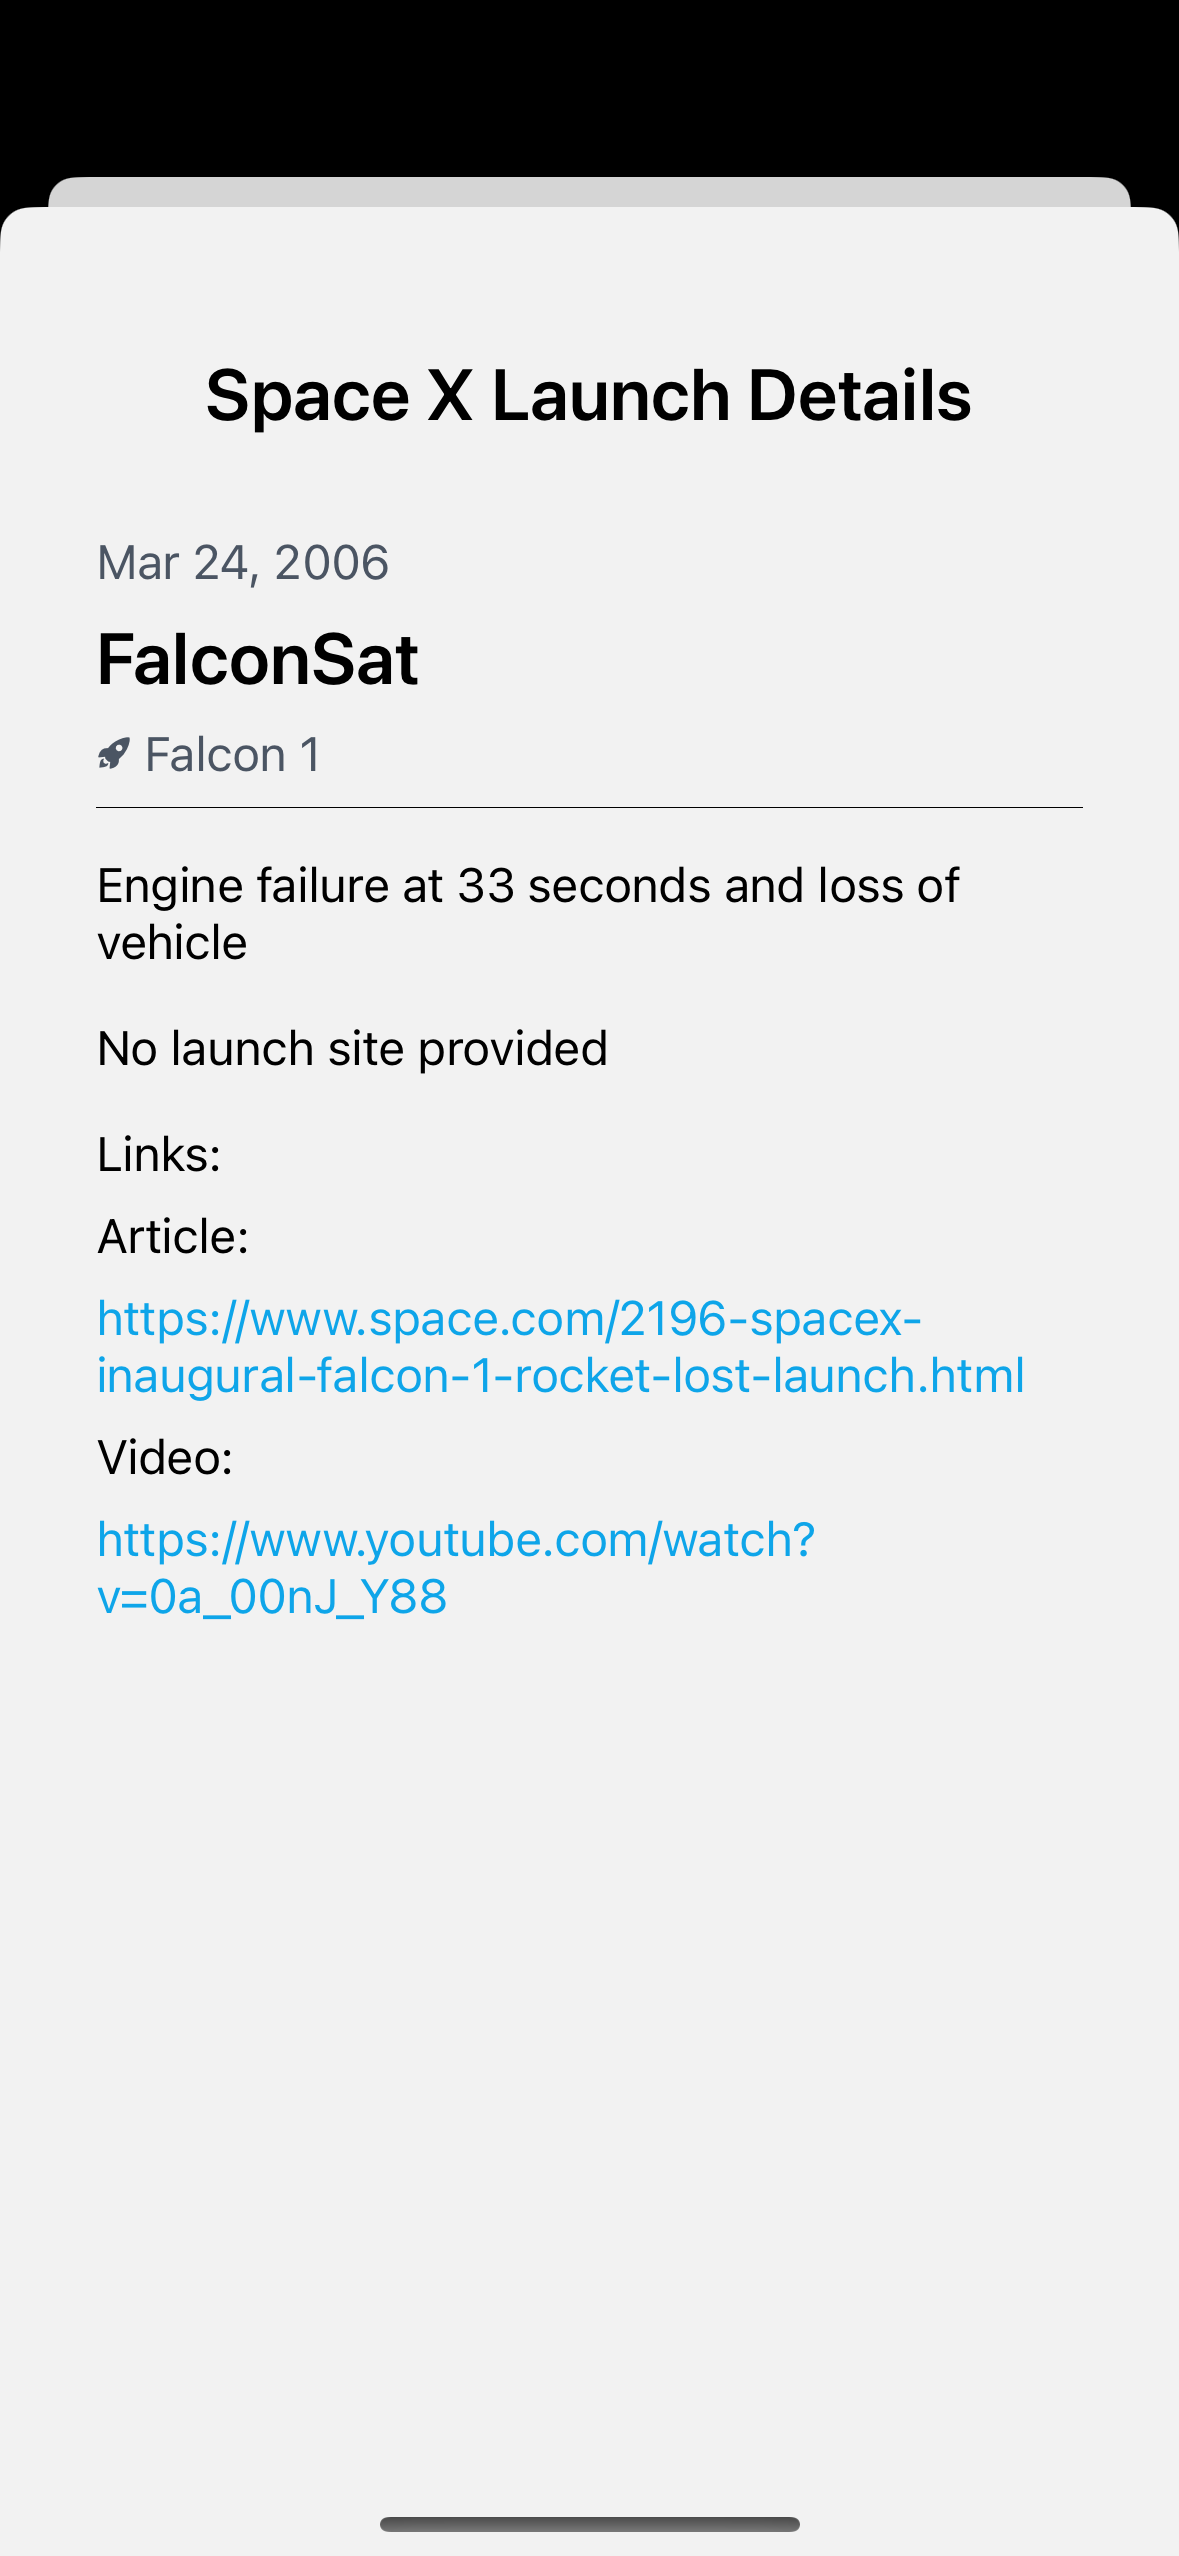 Space X Launch Details
Mar 24, 2006
FalconSat
Falcon 1
Engine failure at 33 seconds and loss of
vehicle
No launch site provided
Links:
Article:
https://www.space.com/2196-spacex-
inaugural-falcon-1-rocket-lost-launch.html
Video:
https://www.youtube.com/watch?
v=0a_00nJ_Y88